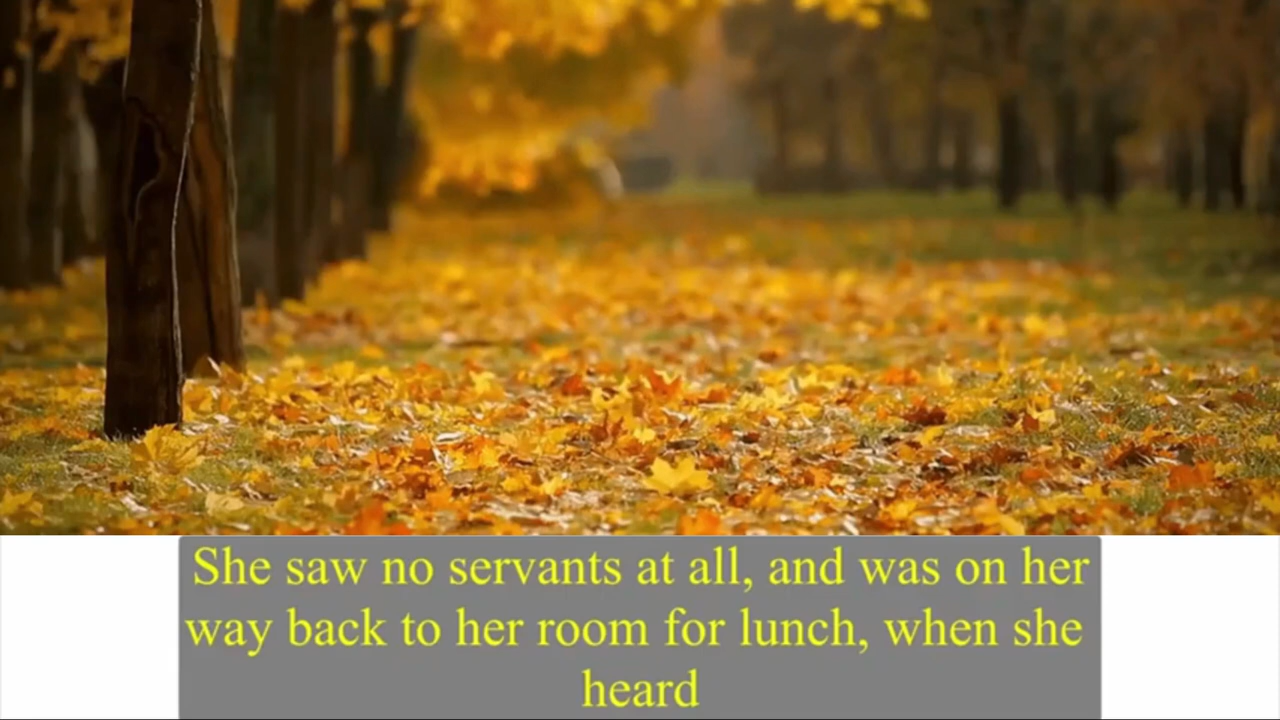 She saw no servants at all, and was on her
way back to her room for lunch, when she
heard